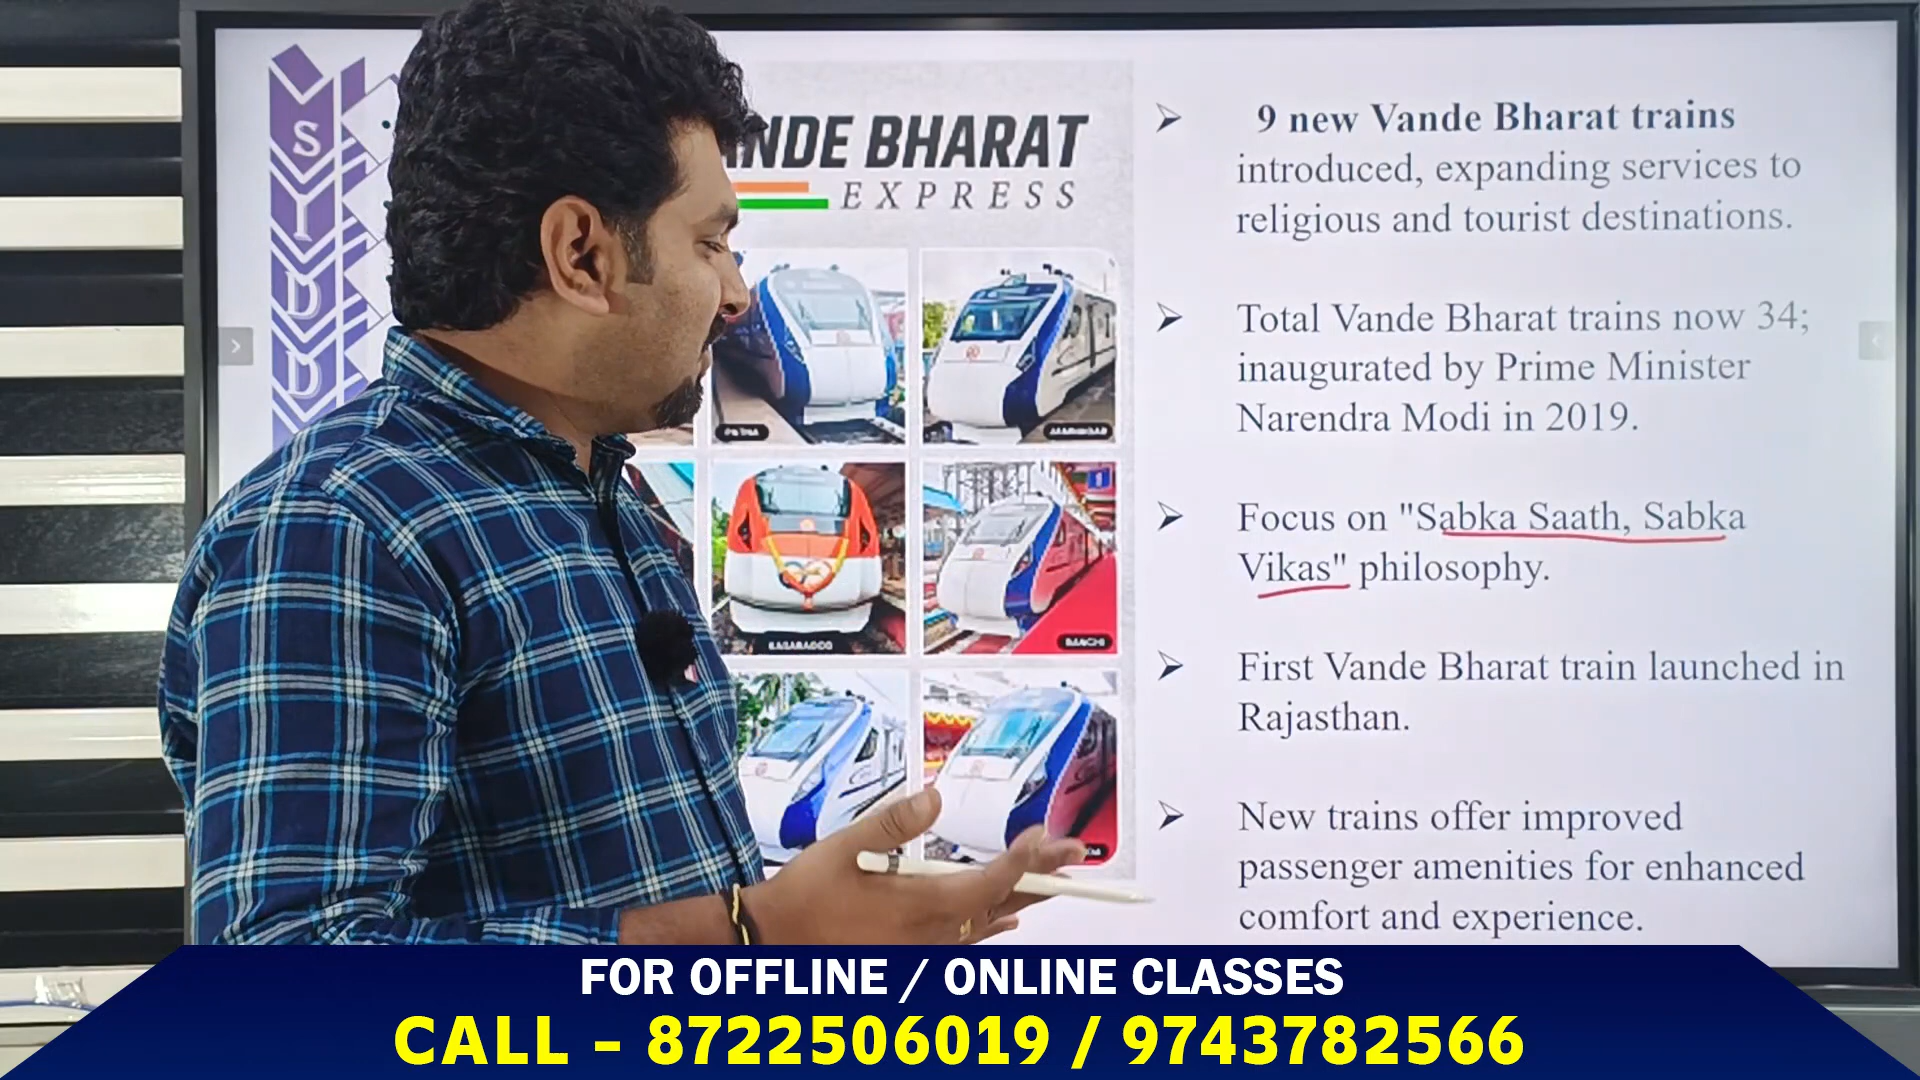 S
I
D
D
NDE BHARAT
EXPRESS
PATNA
KASARAGOD
RANCHI
➢ 9 new Vande Bharat trains
introduced, expanding services to
religious and tourist destinations.
➢ Total Vande Bharat trains now 34;
inaugurated by Prime Minister
Narendra Modi in 2019.
➢ Focus on "Sabka Saath, Sabka
Vikas" philosophy.
➢ First Vande Bharat train launched in
Rajasthan.
➢ New trains offer improved
passenger amenities for enhanced
comfort and experience.
FOR OFFLINE / ONLINE CLASSES
CALL – 8722506019 / 9743782566